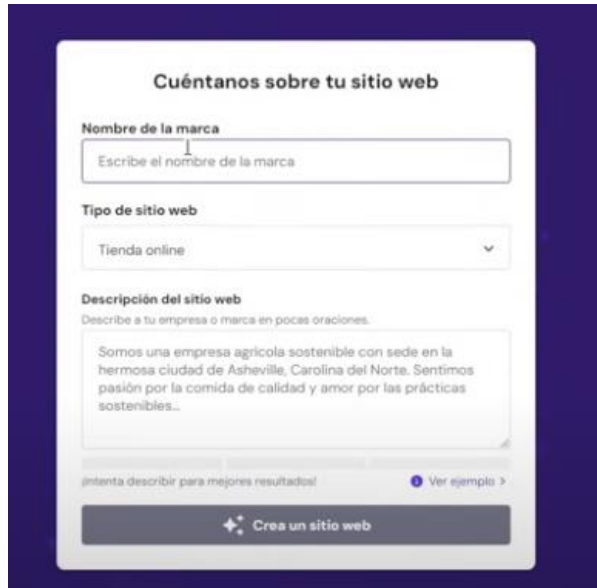 Cuéntanos sobre tu sitio web
Nombre de la marca
Escribe el nombre de la marca
Tipo de sitio web
Tienda online
Descripción del sitio web
Describe a tu empresa o marca en pocas oraciones.
Somos una empresa agrícola sostenible con sede en la
hermosa ciudad de Asheville, Carolina del Norte. Sentimos
pasión por la comida de calidad y amor por las prácticas
sostenibles...
¡Intenta describir para mejores resultados!
Ver ejemplo >
Crea un sitio web